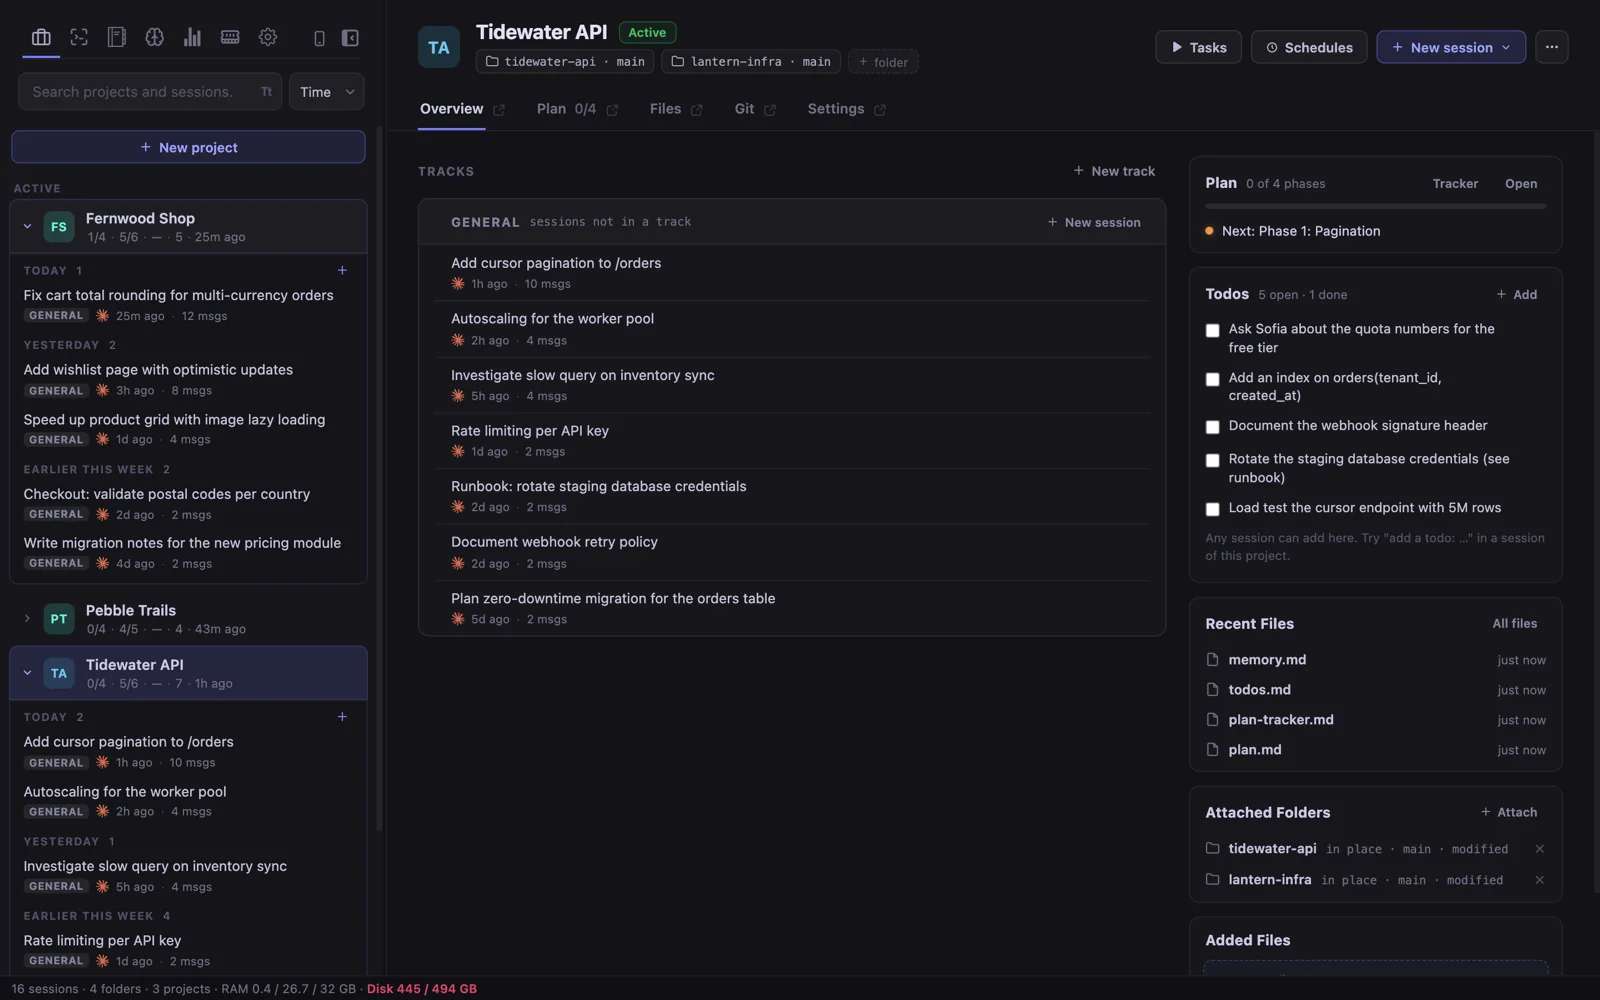 Search projects and sessions.
Tt
Time
+ New project
ACTIVE
FS
Fernwood Shop
1/4 · 5/6 · — · 5 · 25m ago
TODAY 1
+
Fix cart total rounding for multi-currency orders
GENERAL 25m ago · 12 msgs
YESTERDAY 2
Add wishlist page with optimistic updates
GENERAL 3h ago · 8 msgs
Speed up product grid with image lazy loading
GENERAL 1d ago · 4 msgs
EARLIER THIS WEEK 2
Checkout: validate postal codes per country
GENERAL 2d ago · 2 msgs
Write migration notes for the new pricing module
GENERAL 4d ago · 2 msgs
PT
Pebble Trails
0/4 · 4/5 · — · 4 · 43m ago
TA
Tidewater API
0/4 · 5/6 · — · 7 · 1h ago
TODAY 2
+
Add cursor pagination to /orders
GENERAL 1h ago · 10 msgs
Autoscaling for the worker pool
GENERAL 2h ago · 4 msgs
YESTERDAY 1
Investigate slow query on inventory sync
GENERAL 5h ago · 4 msgs
EARLIER THIS WEEK 4
Rate limiting per API key
GENERAL 1d ago · 2 msgs
TA
Tidewater API
Active
tidewater-api · main
lantern-infra · main
+ folder
Tasks
Schedules
+ New session
...
Overview
Plan 0/4
Files
Git
Settings
TRACKS
+ New track
GENERAL sessions not in a track
+ New session
Add cursor pagination to /orders
1h ago · 10 msgs
Autoscaling for the worker pool
2h ago · 4 msgs
Investigate slow query on inventory sync
5h ago · 4 msgs
Rate limiting per API key
1d ago · 2 msgs
Runbook: rotate staging database credentials
2d ago · 2 msgs
Document webhook retry policy
2d ago · 2 msgs
Plan zero-downtime migration for the orders table
5d ago · 2 msgs
Plan 0 of 4 phases
Tracker
Open
Next: Phase 1: Pagination
Todos 5 open · 1 done
+ Add
Ask Sofia about the quota numbers for the
free tier
Add an index on orders(tenant_id,
created_at)
Document the webhook signature header
Rotate the staging database credentials (see
runbook)
Load test the cursor endpoint with 5M rows
Any session can add here. Try "add a todo: ..." in a session
of this project.
Recent Files
All files
memory.md just now
todos.md just now
plan-tracker.md just now
plan.md just now
Attached Folders
+ Attach
tidewater-api in place · main · modified ×
lantern-infra in place · main · modified ×
Added Files
16 sessions · 4 folders · 3 projects · RAM 0.4 / 26.7 / 32 GB · Disk 445 / 494 GB